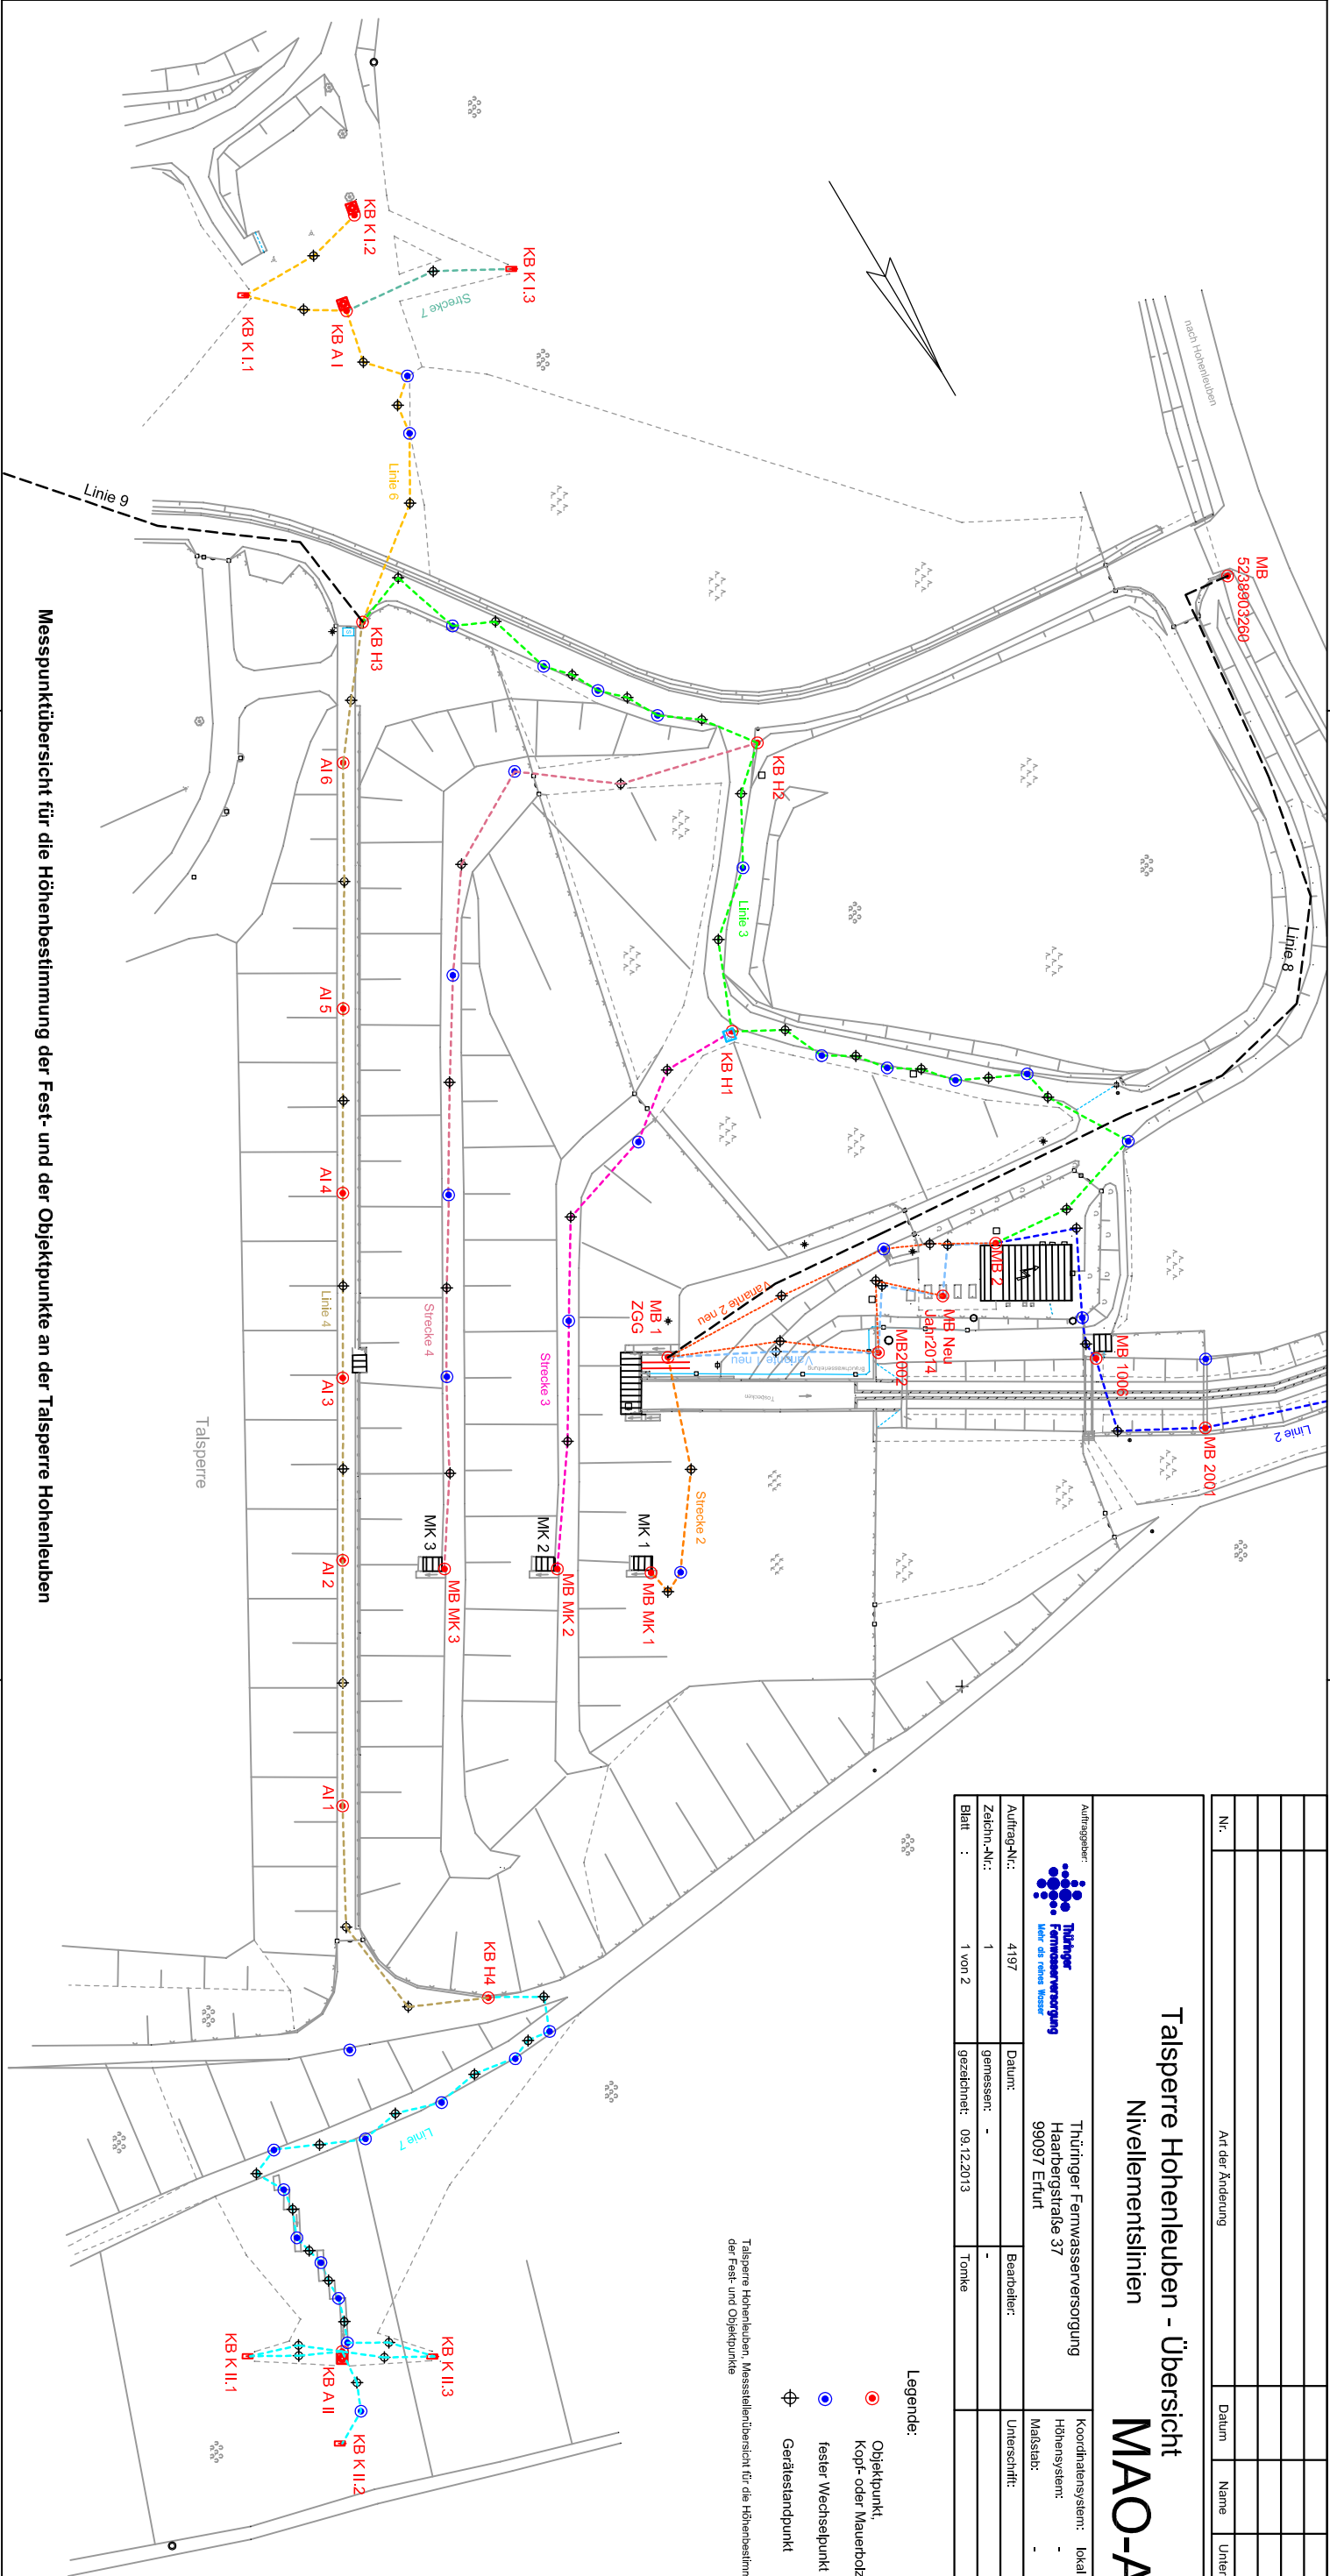 Messpunktübersicht für die Höhenbestimmung der Fest- und der Objektpunkte an der Talsperre Hohenleuben
Nr.
Art der Änderung
Datum
Name
Talsperre Hohenleuben - Übersicht
Nivellementslinien
MAO-A
Auftraggeber:
Thüringer
Fernwasserversorgung
Mehr als reines Wasser
Thüringer Fernwasserversorgung
Haarbergstraße 37
99097 Erfurt
Koordinatensystem: lokal
Höhensystem: -
Maßstab: -
Auftrag-Nr.: 4197
Datum:
Bearbeiter:
Unterschrift:
Zeichn.-Nr.: 1
gemessen: -
-
Blatt : 1 von 2
gezeichnet: 09.12.2013
Tomke
Legende:
Objektpunkt,
Kopf- oder Mauerbolz
fester Wechselpunkt
Gerätestandpunkt
Talsperre Hohenleuben, Messstellenübersicht für die Höhenbestimm
der Fest- und Objektpunkte
nach Hohenleuben
MB
5238903260
KB K I.2
KB K I.3
Strecke 7
KB K I.1
KB A I
Linie 6
Linie 9
KB H3
KB H2
Linie 3
Linie 8
KB H1
AI 6
AI 5
AI 4
Linie 4
AI 3
AI 2
AI 1
Strecke 4
Strecke 3
Strecke 2
Variante 2 neu
Variante 1 neu
Brauchwasserleitung
Tosbecken
MB 1
ZGG
MB 2
MB Neu
Jahr2014
MB2002
MB 1006
MB 2001
Linie 2
MK 3
MB MK 3
MK 2
MB MK 2
MK 1
MB MK 1
Talsperre
KB H4
Linie 7
KB K II.1
KB A II
KB K II.3
KB K II.2